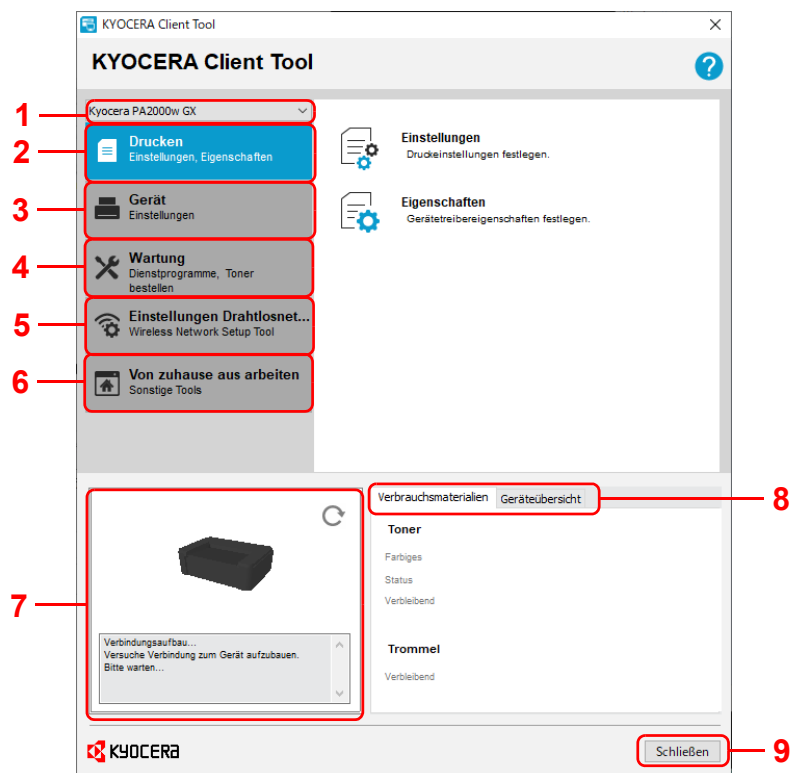 KYOCERA Client Tool
KYOCERA Client Tool
?
1
Kyocera PA2000w GX
2
Drucken
Einstellungen, Eigenschaften
3
Gerät
Einstellungen
4
Wartung
Dienstprogramme, Toner
bestellen
5
Einstellungen Drahtlosnet...
Wireless Network Setup Tool
6
Von zuhause aus arbeiten
Sonstige Tools
Einstellungen
Druckeinstellungen festlegen.
Eigenschaften
Gerätetreibereigenschaften festlegen.
7
Verbindungsaufbau...
Versuche Verbindung zum Gerät aufzubauen.
Bitte warten...
Verbrauchsmaterialien Geräteübersicht
8
Toner
Farbiges
Status
Verbleibend
Trommel
Verbleibend
KYOCERA
Schließen
9